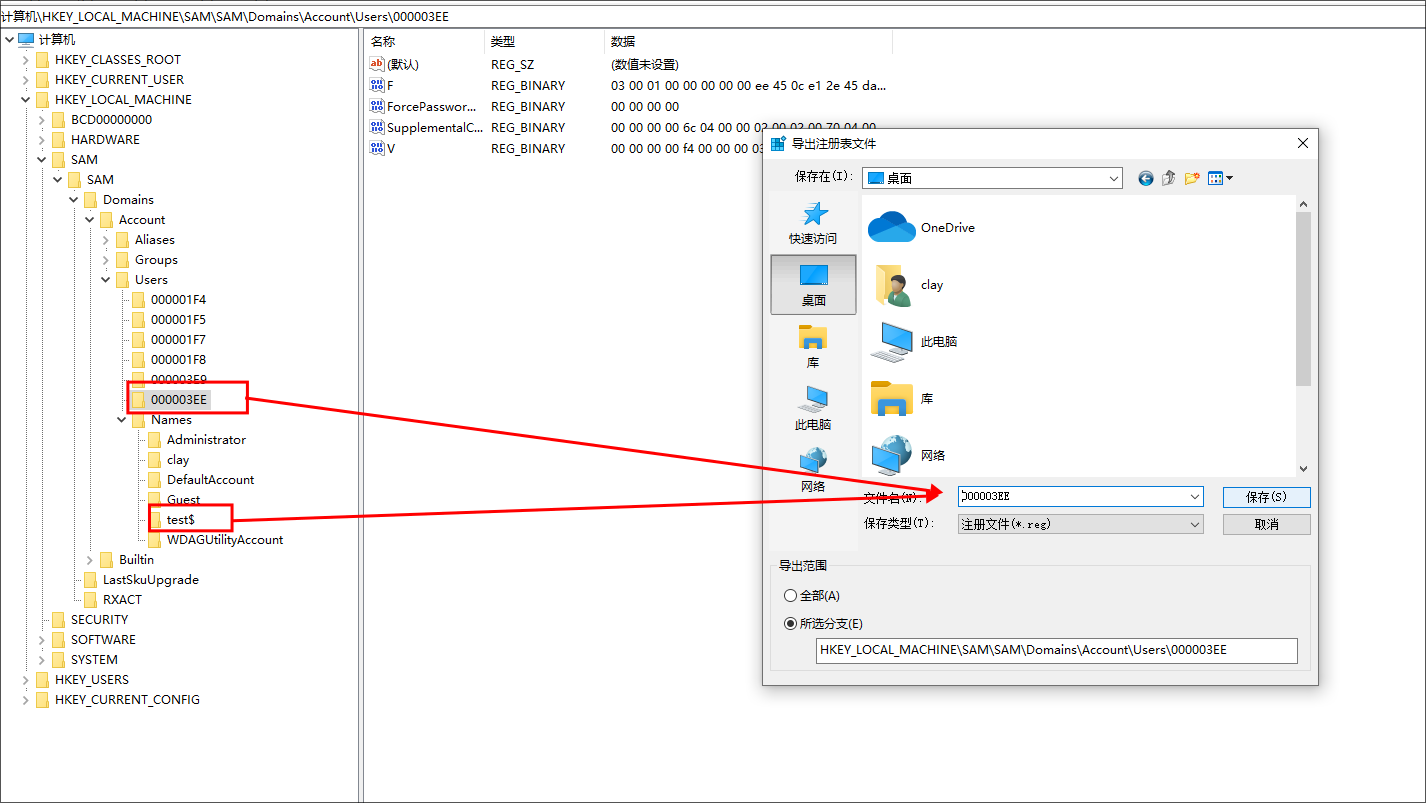 计算机\HKEY_LOCAL_MACHINE\SAM\SAM\Domains\Account\Users\000003EE
计算机
HKEY_CLASSES_ROOT
HKEY_CURRENT_USER
HKEY_LOCAL_MACHINE
BCD00000000
HARDWARE
SAM
SAM
Domains
Account
Aliases
Groups
Users
000001F4
000001F5
000001F7
000001F8
000003E9
000003EE
Names
Administrator
clay
DefaultAccount
Guest
test$
WDAGUtilityAccount
Builtin
LastSkuUpgrade
RXACT
SECURITY
SOFTWARE
SYSTEM
HKEY_USERS
HKEY_CURRENT_CONFIG
名称 类型 数据
(默认) REG_SZ (数值未设置)
F REG_BINARY 03 00 01 00 00 00 00 00 ee 45 0c e1 2e 45 da...
ForcePasswor... REG_BINARY 00 00 00 00
SupplementalC... REG_BINARY 00 00 00 00 6c 04 00 00 02 00 02 00 70 04 00
V REG_BINARY 00 00 00 00 f4 00 00 00 03
导出注册表文件
保存在(I): 桌面
快速访问
桌面
库
此电脑
网络
OneDrive
clay
此电脑
库
网络
文件名(N): 000003EE 保存(S)
保存类型(T): 注册文件(*.reg) 取消
导出范围
全部(A)
所选分支(E)
HKEY_LOCAL_MACHINE\SAM\SAM\Domains\Account\Users\000003EE